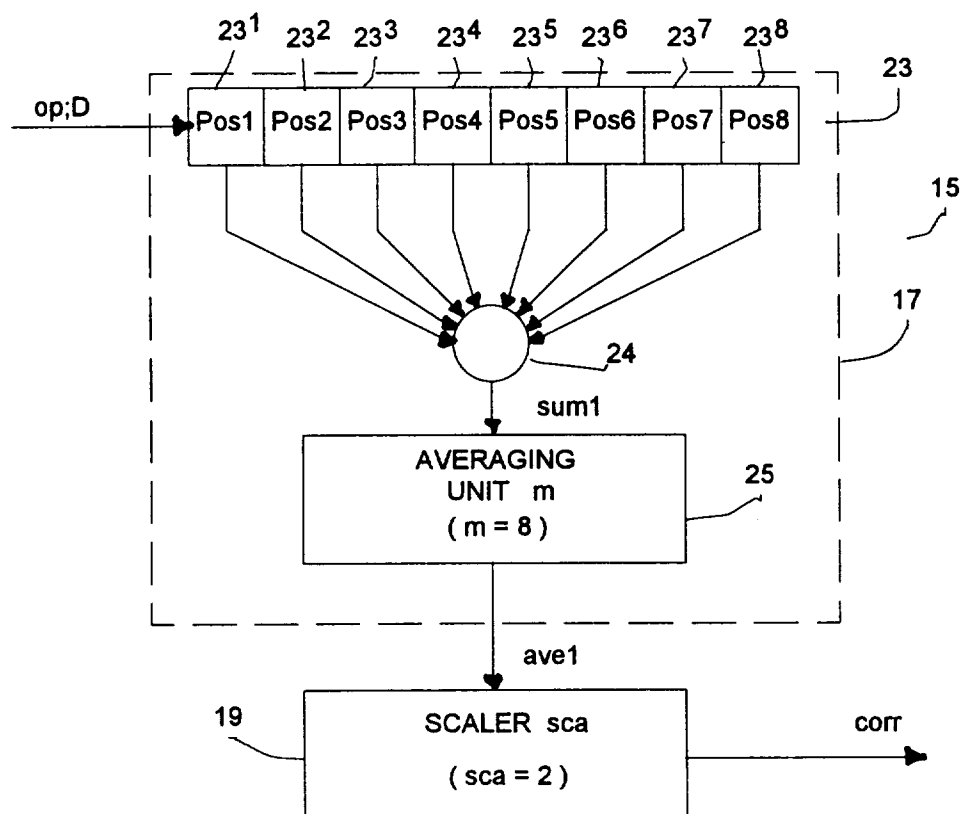 23¹ 23² 23³ 23⁴ 23⁵ 23⁶ 23⁷ 23⁸
23
op;D
Pos1 Pos2 Pos3 Pos4 Pos5 Pos6 Pos7 Pos8
15
17
24
sum1
AVERAGING
UNIT m
( m = 8 )
25
ave1
19
SCALER sca
( sca = 2 )
corr